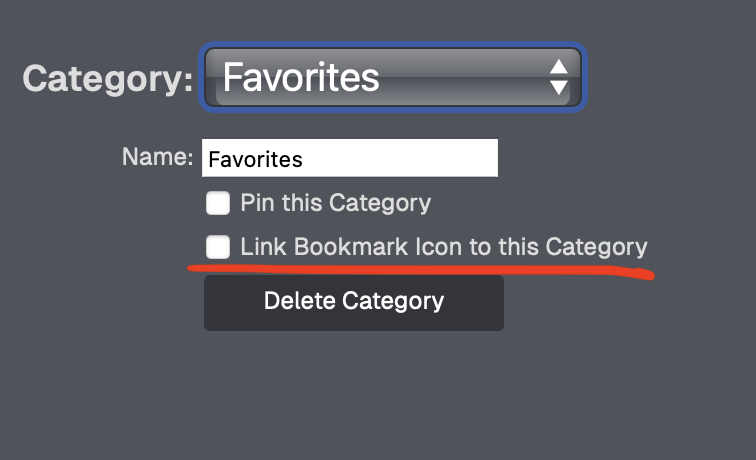 Category: Favorites
Name: Favorites
Pin this Category
Link Bookmark Icon to this Category
Delete Category